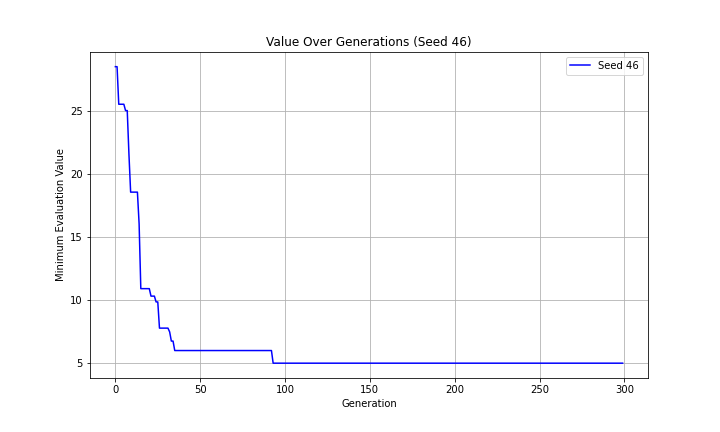 Value Over Generations (Seed 46)
Seed 46
Minimum Evaluation Value
25
20
15
10
5
0 50 100 150 200 250 300
Generation